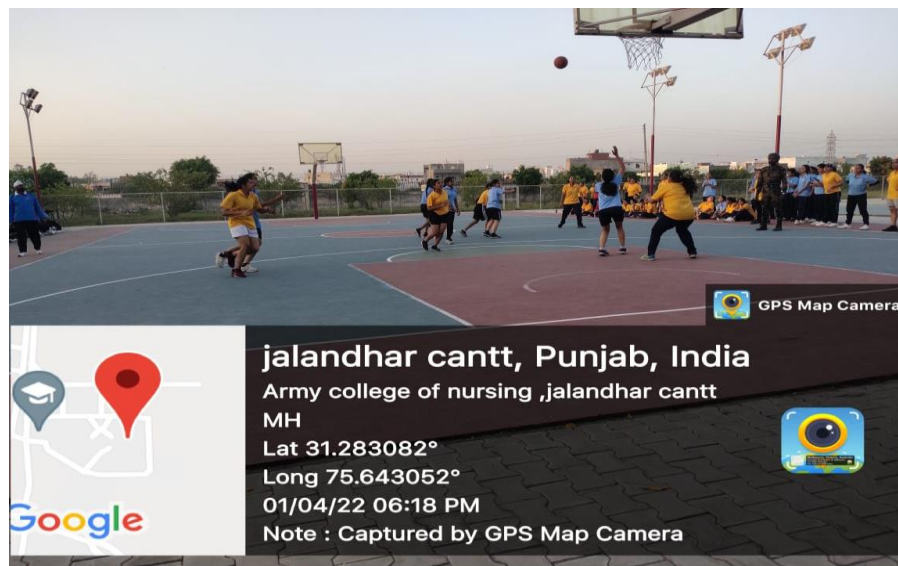 GPS Map Camera
jalandhar cantt, Punjab, India
Army college of nursing ,jalandhar cantt
MH
Lat 31.283082°
Long 75.643052°
01/04/22 06:18 PM
Note : Captured by GPS Map Camera
Google